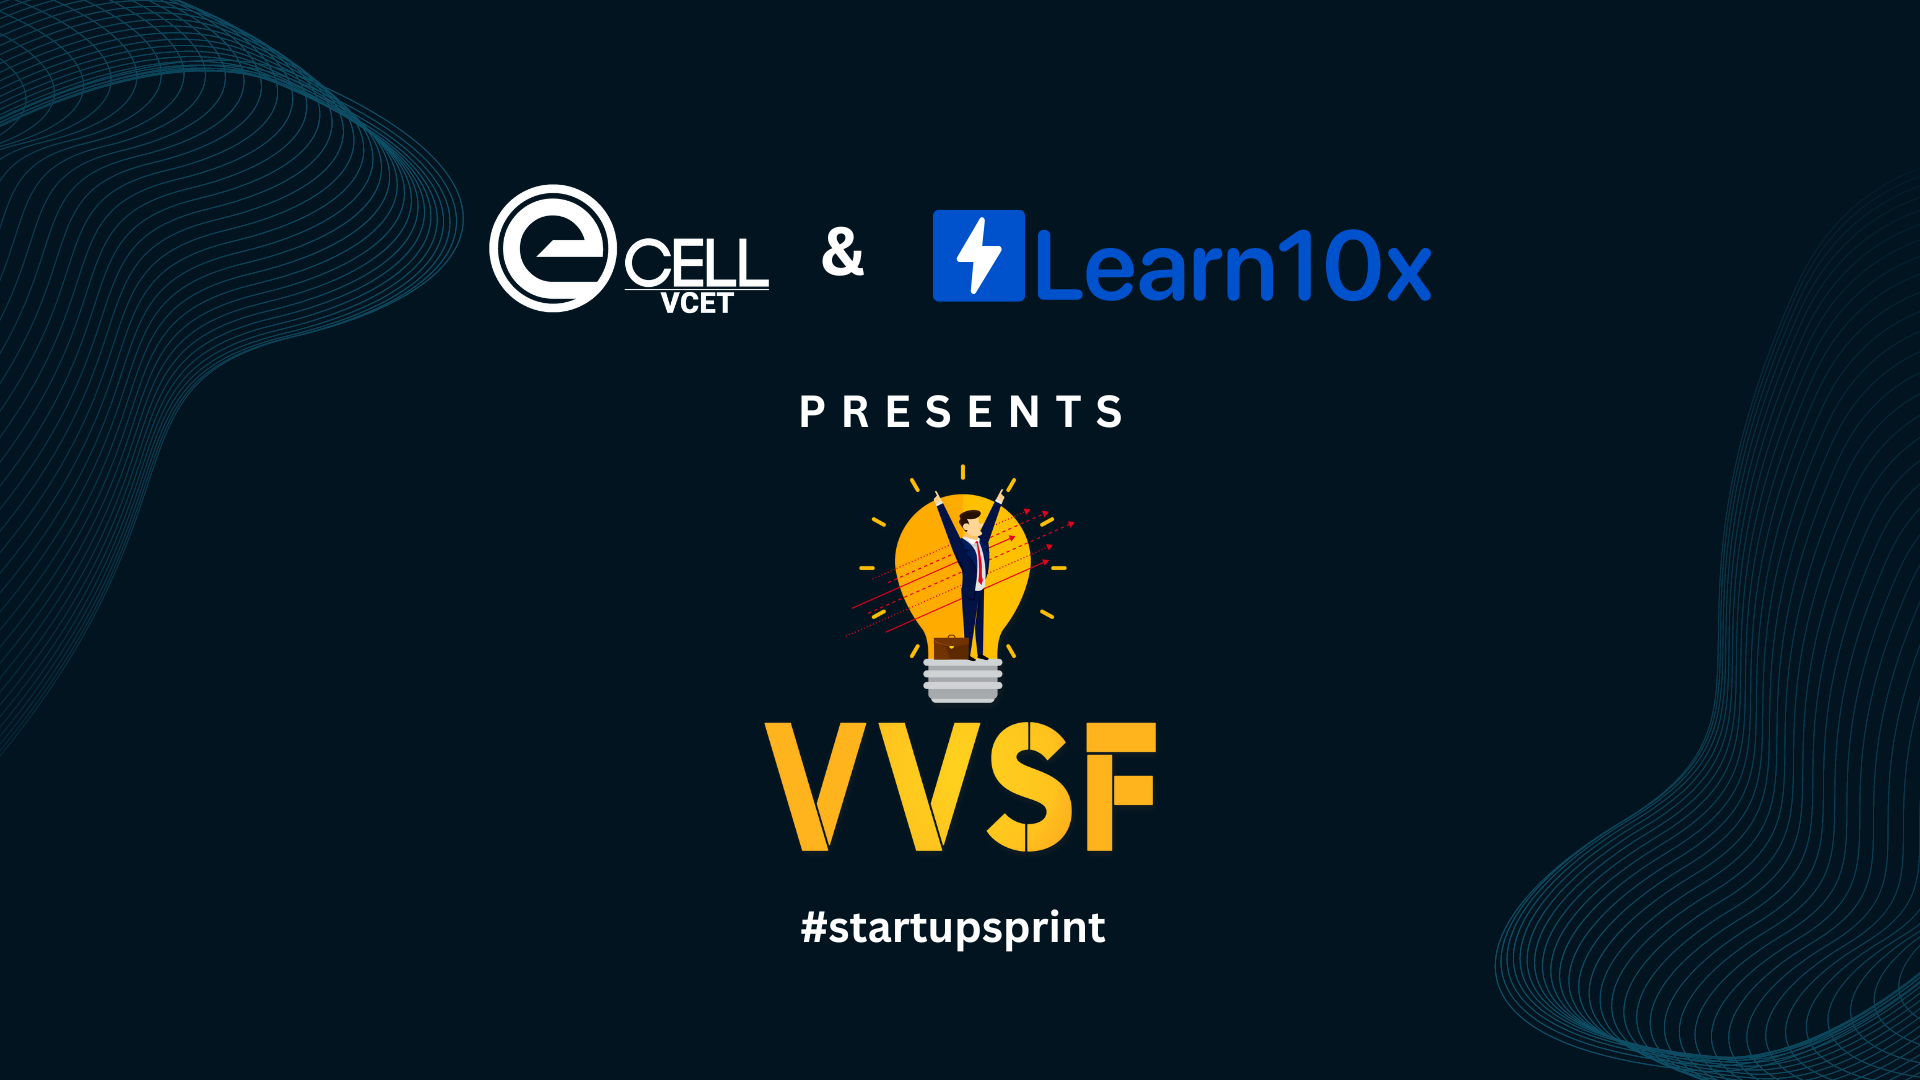 e CELL & Learn10x
VCET
PRESENTS
VVSF
#startupsprint